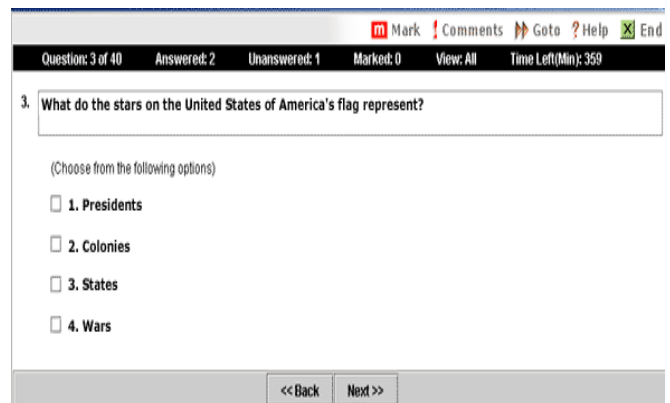 m Mark ! Comments Goto ? Help X End
Question: 3 of 40 Answered: 2 Unanswered: 1 Marked: 0 View: All Time Left(Min): 359
3. What do the stars on the United States of America's flag represent?
(Choose from the following options)
1. Presidents
2. Colonies
3. States
4. Wars
<< Back Next >>